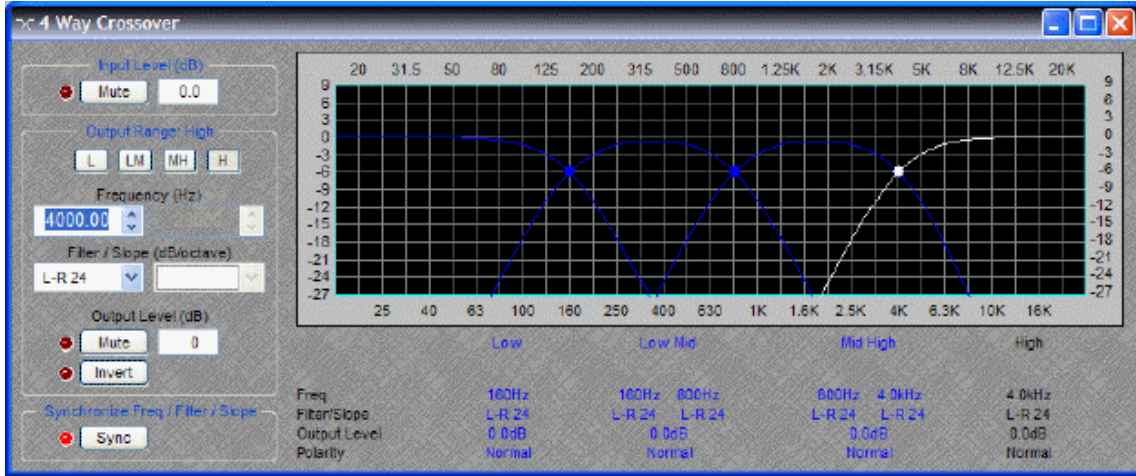 4 Way Crossover
Input Level (dB)
Mute 0.0
Output Range: High
L LM MH H
Frequency (Hz)
4000.00
Filter / Slope (dB/octave)
L-R 24
Output Level (dB)
Mute 0
Invert
Synchronize Freq / Filter / Slope
Sync
20 31.5 50 80 125 200 315 500 800 1.25K 2K 3.15K 5K 8K 12.5K 20K
9 9
6 6
3 3
0 0
-3 -3
-6 -6
-9 -9
-12 -12
-15 -15
-18 -18
-21 -21
-24 -24
-27 -27
25 40 63 100 160 250 400 630 1K 1.6K 2.5K 4K 6.3K 10K 16K
Low Low Mid Mid High High
Freq 160Hz 160Hz 800Hz 800Hz 4.0kHz 4.0kHz
Filter/Slope L-R 24 L-R 24 L-R 24 L-R 24 L-R 24 L-R 24
Output Level 0.0dB 0.0dB 0.0dB 0.0dB
Polarity Normal Normal Normal Normal